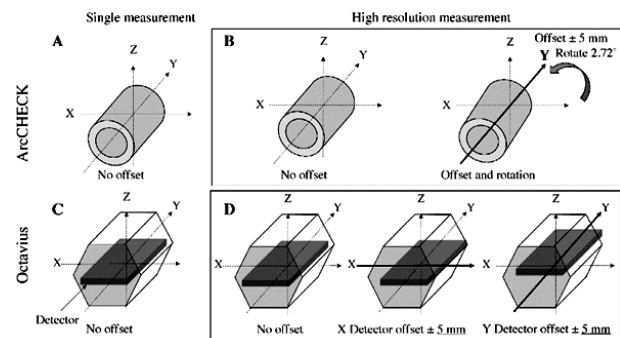 Single measurement
High resolution measurement
A
Z
Y
X
No offset
B
Z
Y
X
No offset
Offset ± 5 mm
Y Rotate 2.72°
Z
X
Offset and rotation
ArcCHECK
C
Z
Y
X
Detector
No offset
D
Z
Y
X
No offset
Z
Y
X
X Detector offset ± 5 mm
Z
Y
X
Y Detector offset ± 5 mm
Octavius